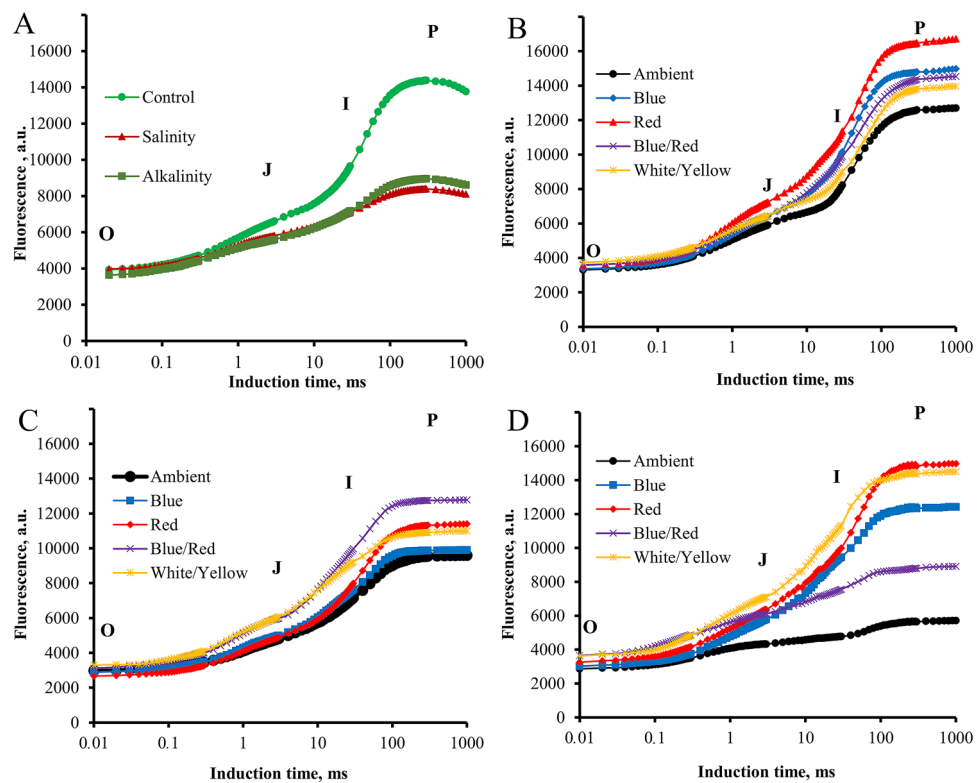 A
P
16000
14000
12000
10000
8000
6000
4000
2000
0
Fluorescence , a.u.
Control
Salinity
Alkalinity
I
J
O
0.01
0.1
1
10
100
1000
Induction time, ms
B
P
16000
14000
12000
10000
8000
6000
4000
2000
0
Fluorescence, a.u.
Ambient
Blue
Red
Blue/Red
White/Yellow
I
J
O
0.01
0.1
1
10
100
1000
Induction time, ms
C
P
16000
14000
12000
10000
8000
6000
4000
2000
0
Fluorescence, a.u.
Ambient
Blue
Red
Blue/Red
White/Yellow
I
J
O
0.01
0.1
1
10
100
1000
Induction time, ms
D
P
16000
14000
12000
10000
8000
6000
4000
2000
0
Fluorescence, a.u.
Ambient
Blue
Red
Blue/Red
White/Yellow
I
J
O
0.01
0.1
1
10
100
1000
Induction time, ms